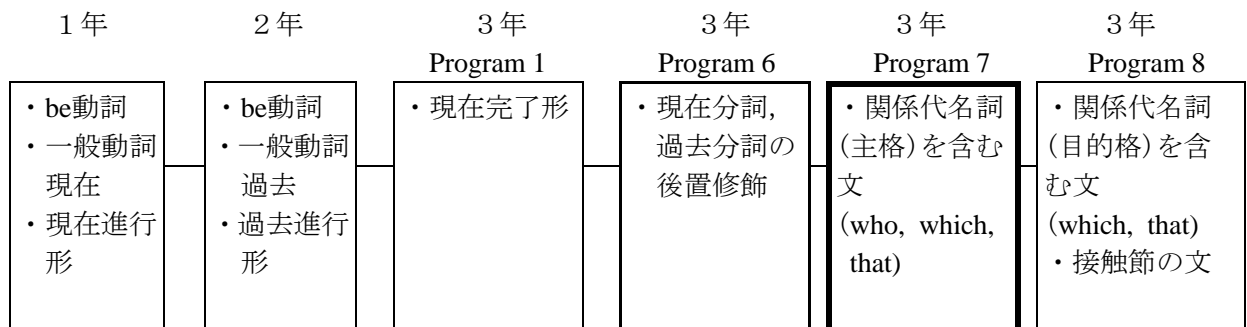 １年 ２年 ３年 ３年 ３年 ３年
Program 1 Program 6 Program 7 Program 8
・be動詞
・一般動詞
現在
・現在進行
形
・be動詞
・一般動詞
過去
・過去進行
形
・現在完了形
・現在分詞,
過去分詞の
後置修飾
・関係代名詞
(主格)を含む
文
(who, which,
that)
・関係代名詞
(目的格)を含
む文
(which, that)
・接触節の文